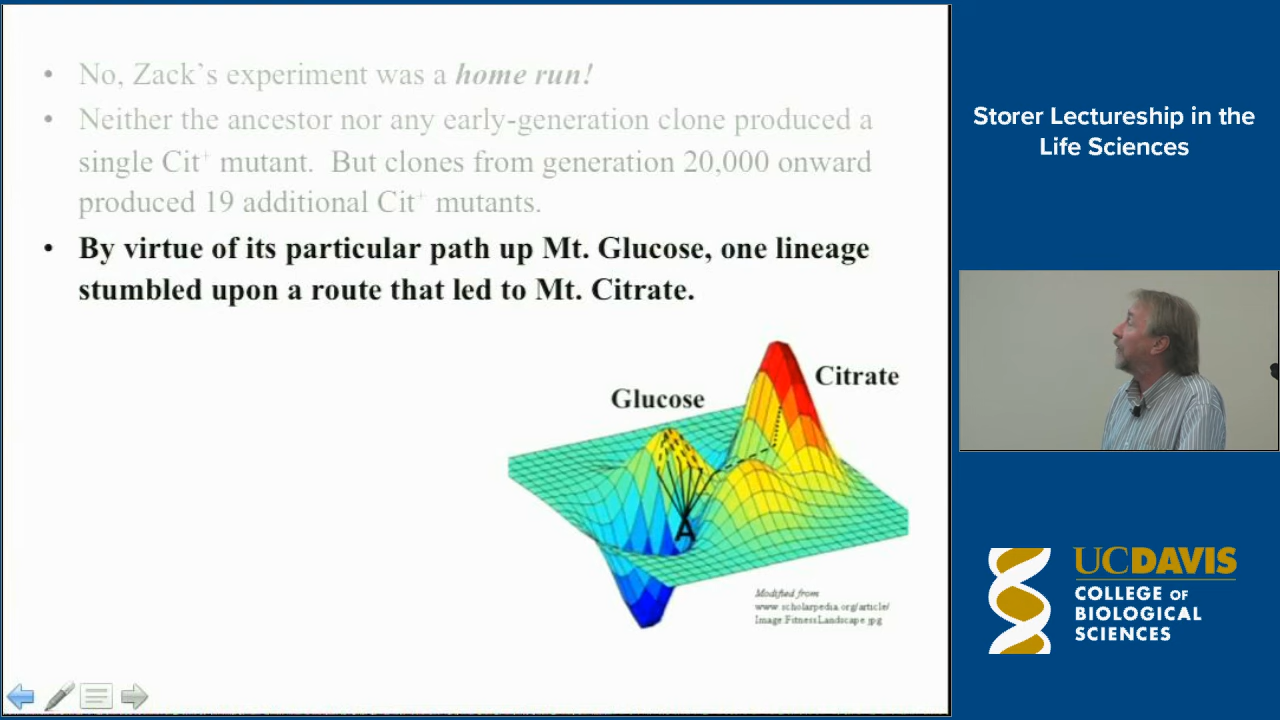 • No, Zack's experiment was a home run!
• Neither the ancestor nor any early-generation clone produced a
single Cit+ mutant. But clones from generation 20,000 onward
produced 19 additional Cit+ mutants.
• By virtue of its particular path up Mt. Glucose, one lineage
stumbled upon a route that led to Mt. Citrate.
Glucose
Citrate
A
Modified from
www.scholarpedia.org/article/
Image:FitnessLandscape.jpg
Storer Lectureship in the
Life Sciences
UCDAVIS
COLLEGE OF
BIOLOGICAL
SCIENCES